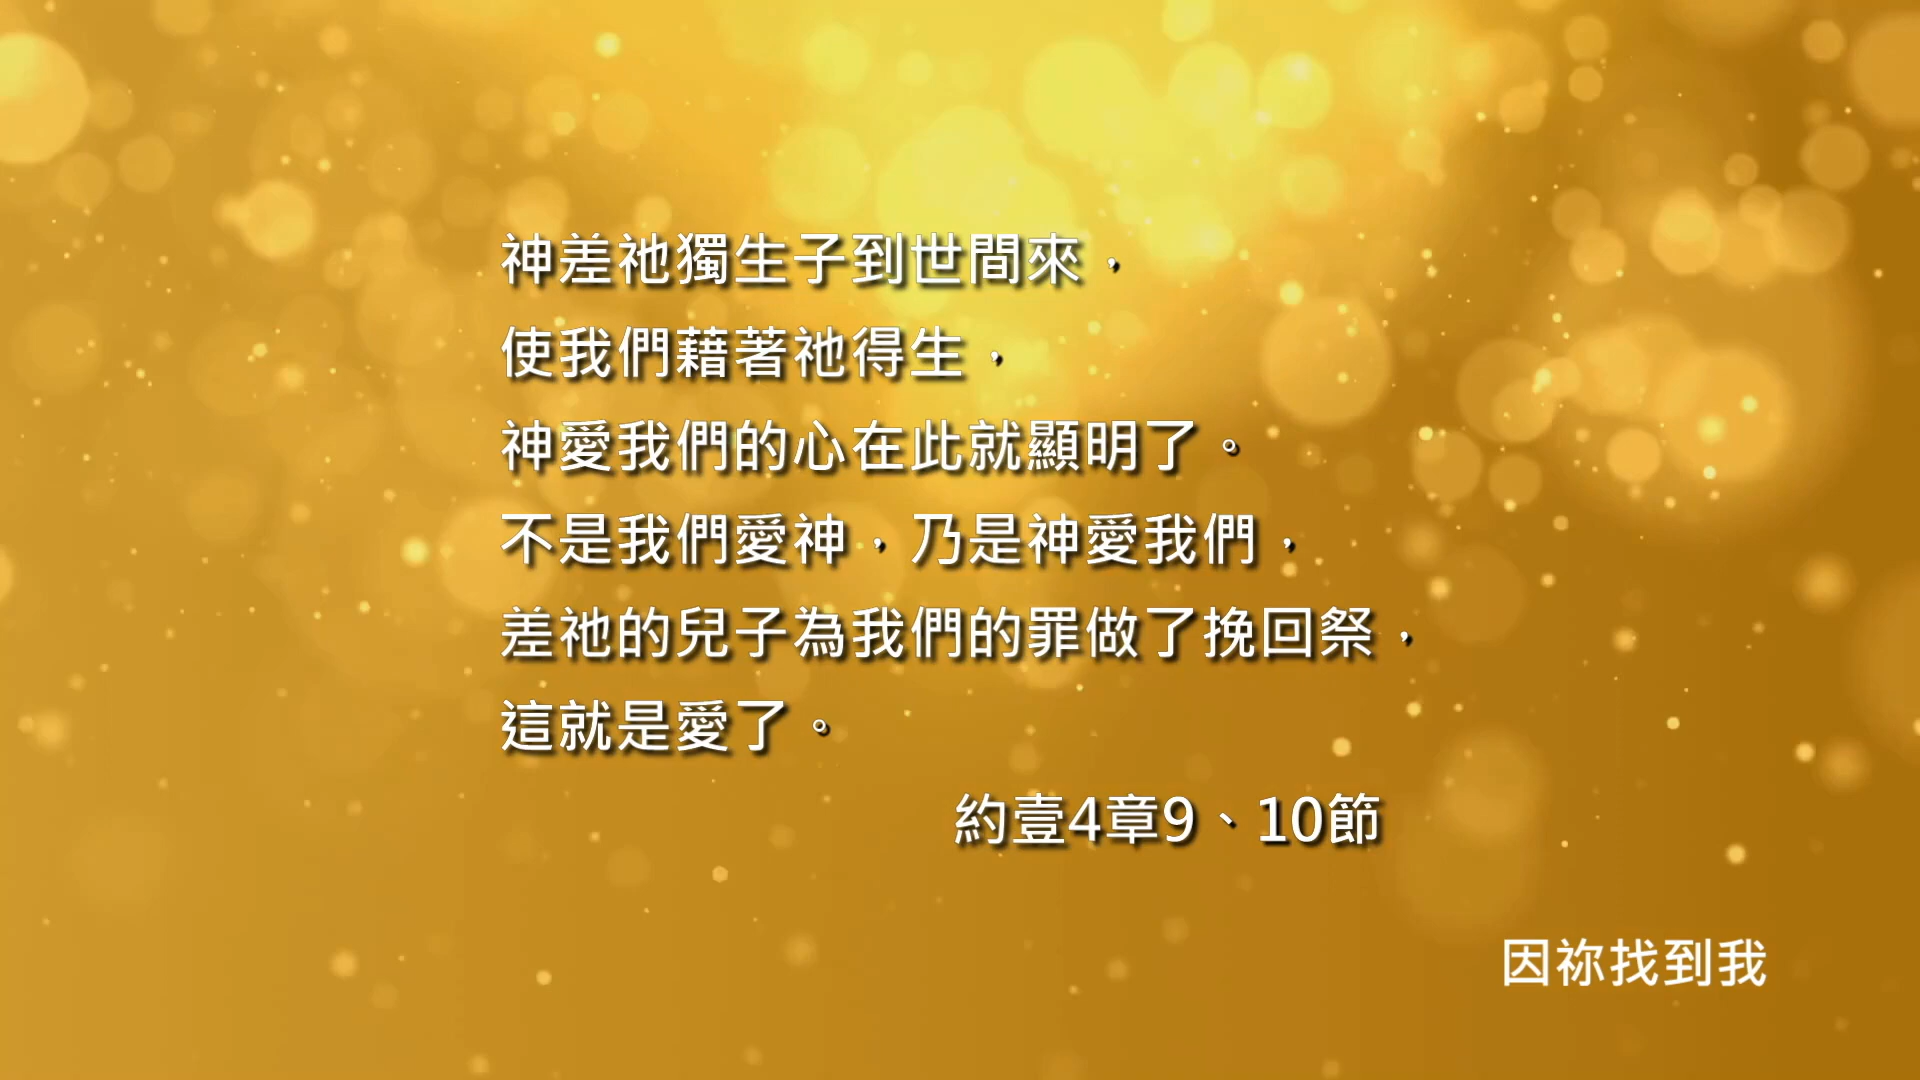 神差祂獨生子到世間來，
使我們藉著祂得生，
神愛我們的心在此就顯明了。
不是我們愛神，乃是神愛我們，
差祂的兒子為我們的罪做了挽回祭，
這就是愛了。
約壹4章9、10節
因祢找到我